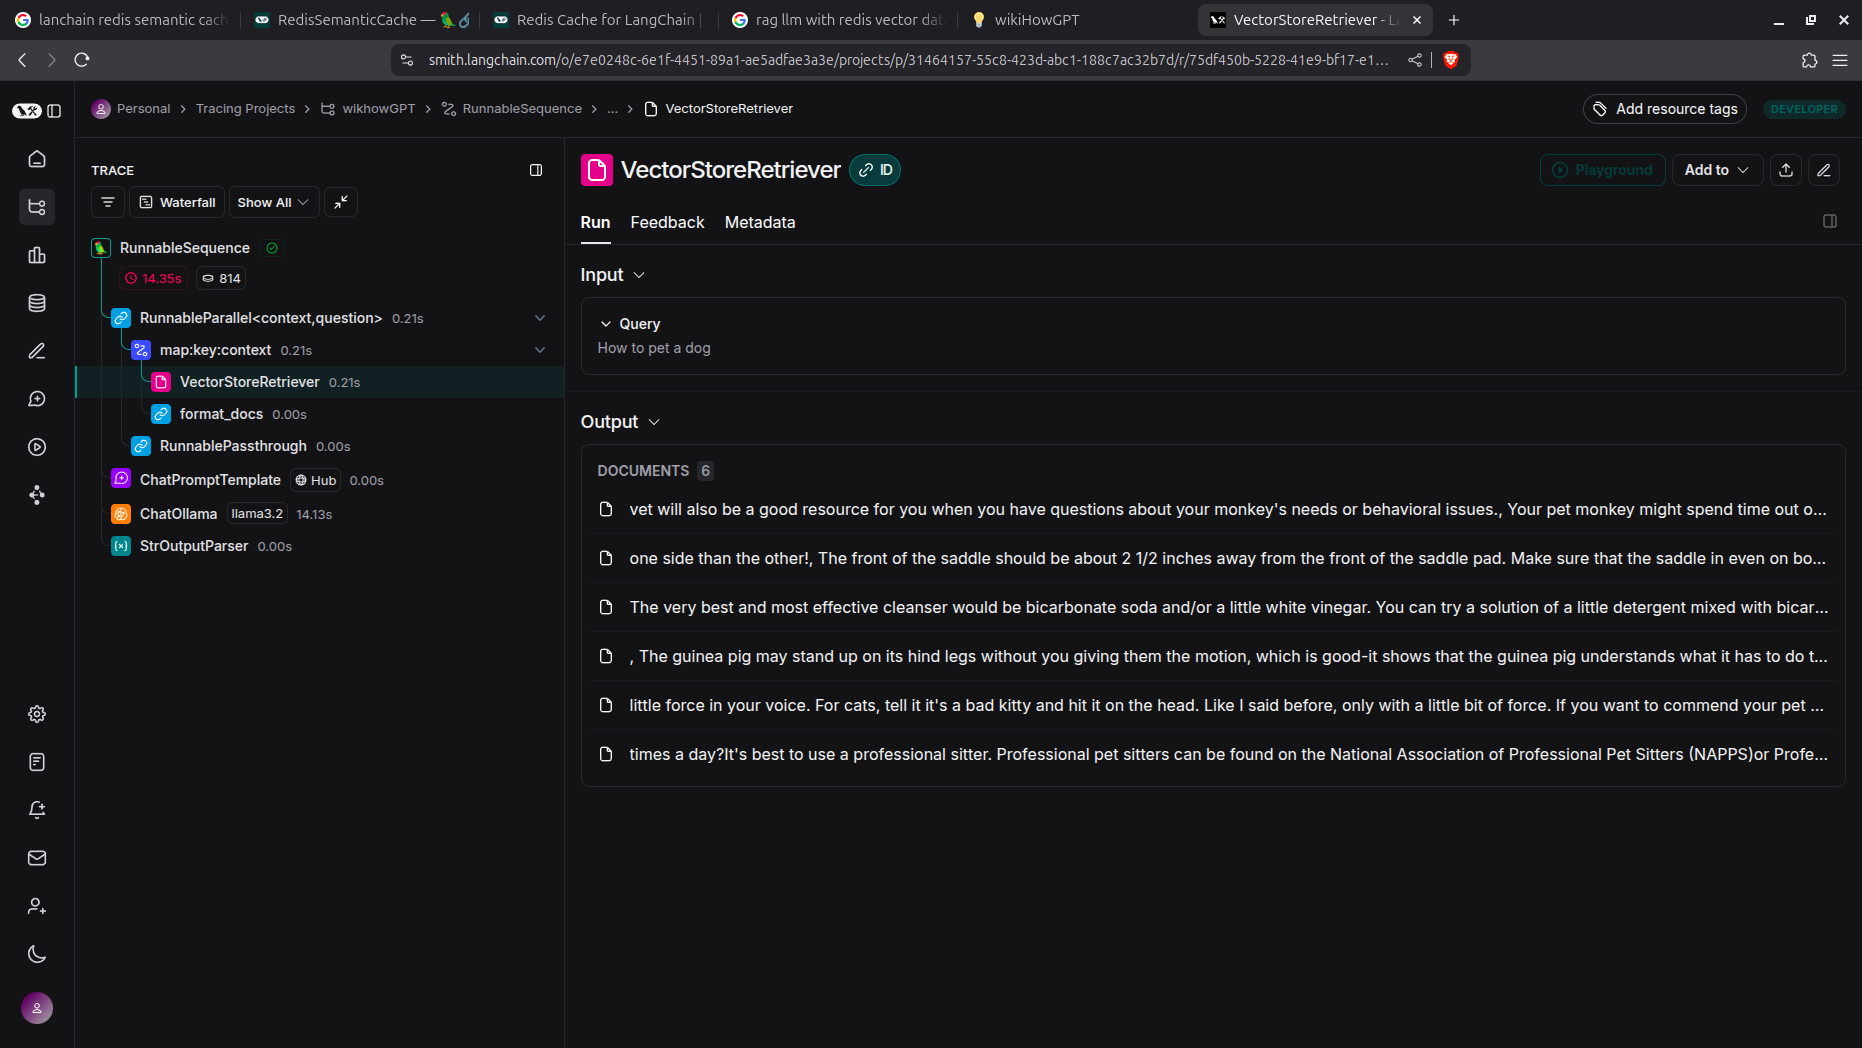 lanchain redis semantic cach
RedisSemanticCache —
Redis Cache for LangChain
rag llm with redis vector dat
wikiHowGPT
VectorStoreRetriever - L
smith.langchain.com/o/e7e0248c-6e1f-4451-89a1-ae5adfae3a3e/projects/p/31464157-55c8-423d-abc1-188c7ac32b7d/r/75df450b-5228-41e9-bf17-e1...
Personal > Tracing Projects > wikhowGPT > RunnableSequence > ... > VectorStoreRetriever
Add resource tags
DEVELOPER
TRACE
Waterfall
Show All
RunnableSequence
14.35s
814
RunnableParallel<context,question> 0.21s
map:key:context 0.21s
VectorStoreRetriever 0.21s
format_docs 0.00s
RunnablePassthrough 0.00s
ChatPromptTemplate Hub 0.00s
ChatOllama llama3.2 14.13s
StrOutputParser 0.00s
VectorStoreRetriever
ID
Playground
Add to
Run
Feedback
Metadata
Input
Query
How to pet a dog
Output
DOCUMENTS 6
vet will also be a good resource for you when you have questions about your monkey's needs or behavioral issues., Your pet monkey might spend time out o...
one side than the other!, The front of the saddle should be about 2 1/2 inches away from the front of the saddle pad. Make sure that the saddle in even on bo...
The very best and most effective cleanser would be bicarbonate soda and/or a little white vinegar. You can try a solution of a little detergent mixed with bicar...
, The guinea pig may stand up on its hind legs without you giving them the motion, which is good-it shows that the guinea pig understands what it has to do t...
little force in your voice. For cats, tell it it's a bad kitty and hit it on the head. Like I said before, only with a little bit of force. If you want to commend your pet ...
times a day?It's best to use a professional sitter. Professional pet sitters can be found on the National Association of Professional Pet Sitters (NAPPS)or Profe...